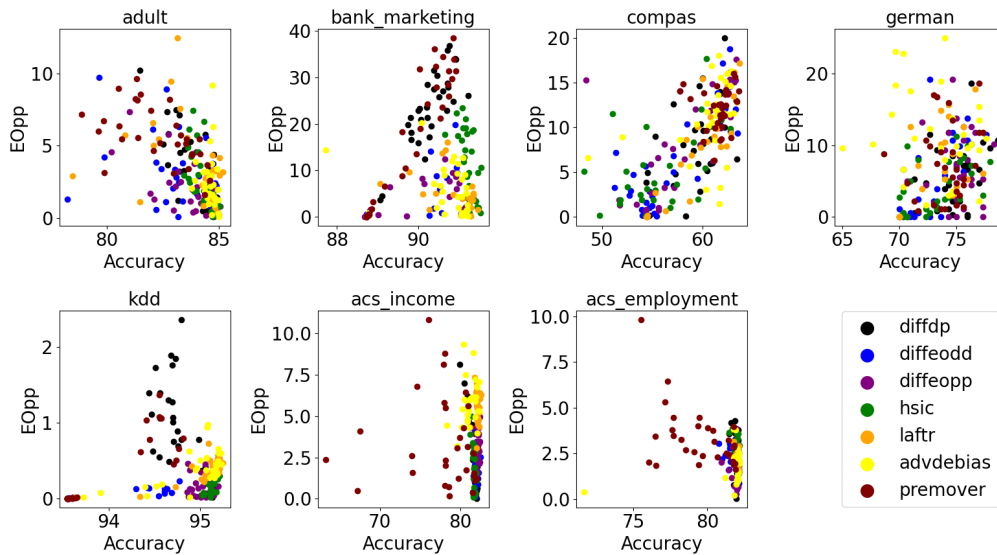 adult
bank_marketing
compas
german
EOpp
10
5
0
80
85
Accuracy
EOpp
40
30
20
10
0
88
90
Accuracy
EOpp
20
15
10
5
0
50
60
Accuracy
EOpp
20
10
0
65
70
75
Accuracy
kdd
acs_income
acs_employment
EOpp
2
1
0
94
95
Accuracy
EOpp
10.0
7.5
5.0
2.5
0.0
70
80
Accuracy
EOpp
10.0
7.5
5.0
2.5
0.0
75
80
Accuracy
diffdp
diffeodd
diffeopp
hsic
laftr
advdebias
premover